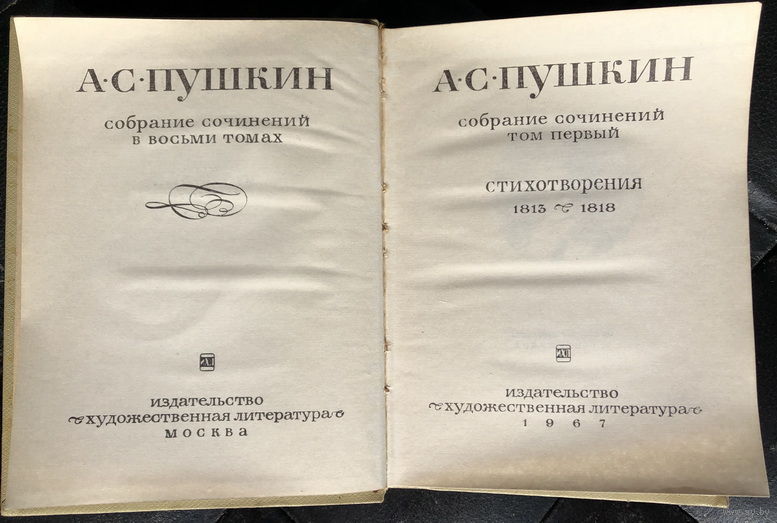 А·С·ПУШКИН
собрание сочинений
в восьми томах
издательство
художественная литература
москва
А·С·ПУШКИН
собрание сочинений
том первый
стихотворения
1813 1818
издательство
художественная литература
1967